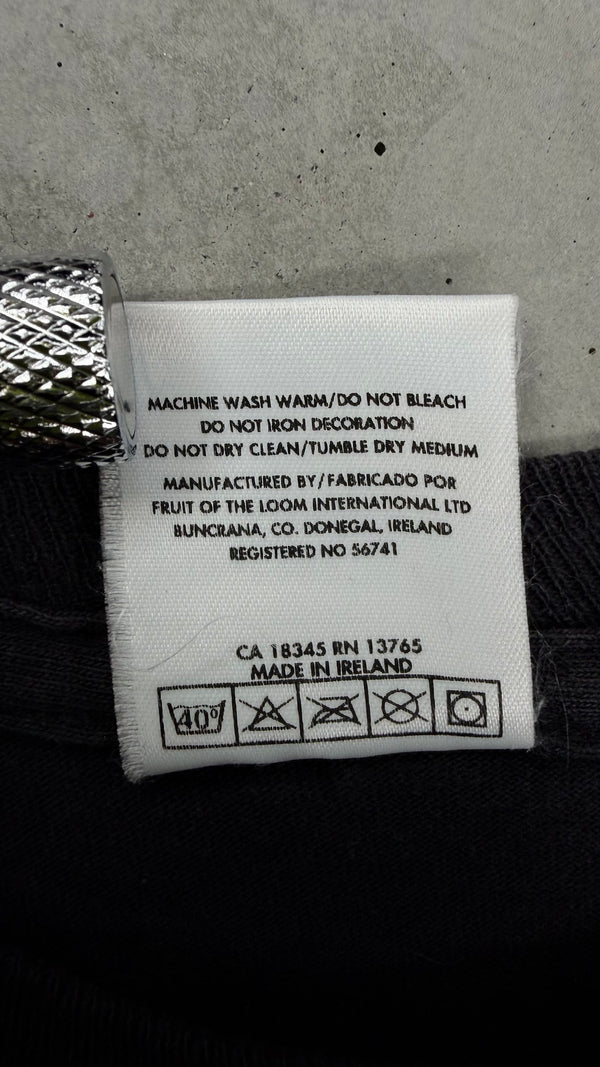 MACHINE WASH WARM/DO NOT BLEACH
DO NOT IRON DECORATION
DO NOT DRY CLEAN/TUMBLE DRY MEDIUM
MANUFACTURED BY/FABRICADO POR
FRUIT OF THE LOOM INTERNATIONAL LTD
BUNCRANA, CO. DONEGAL, IRELAND
REGISTERED NO 56741
CA 18345 RN 13765
MADE IN IRELAND
40°